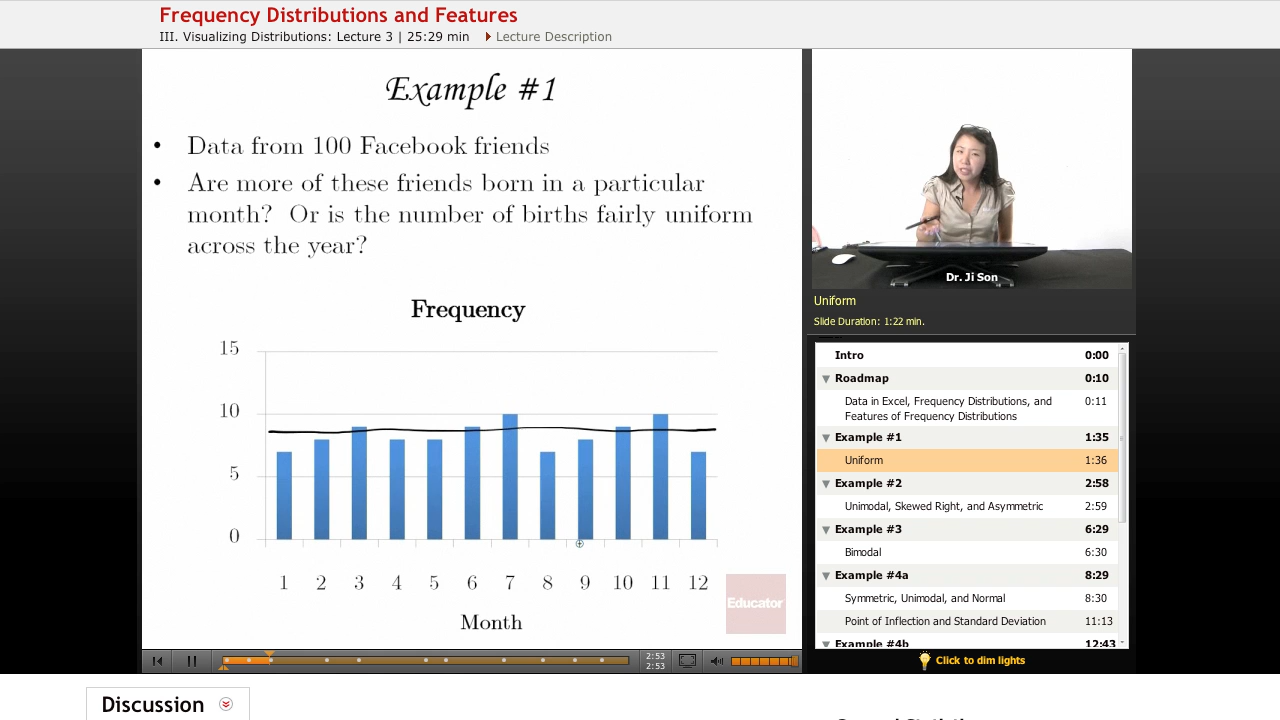 Frequency Distributions and Features
III. Visualizing Distributions: Lecture 3 | 25:29 min Lecture Description
Example #1
• Data from 100 Facebook friends
• Are more of these friends born in a particular
month? Or is the number of births fairly uniform
across the year?
Frequency
15
10
5
0
1 2 3 4 5 6 7 8 9 10 11 12
Month
Educator
2:53
2:53
Dr. Ji Son
Uniform
Slide Duration: 1:22 min.
Intro 0:00
Roadmap 0:10
Data in Excel, Frequency Distributions, and 0:11
Features of Frequency Distributions
Example #1 1:35
Uniform 1:36
Example #2 2:58
Unimodal, Skewed Right, and Asymmetric 2:59
Example #3 6:29
Bimodal 6:30
Example #4a 8:29
Symmetric, Unimodal, and Normal 8:30
Point of Inflection and Standard Deviation 11:13
Example #4b 12:43
Click to dim lights
Discussion